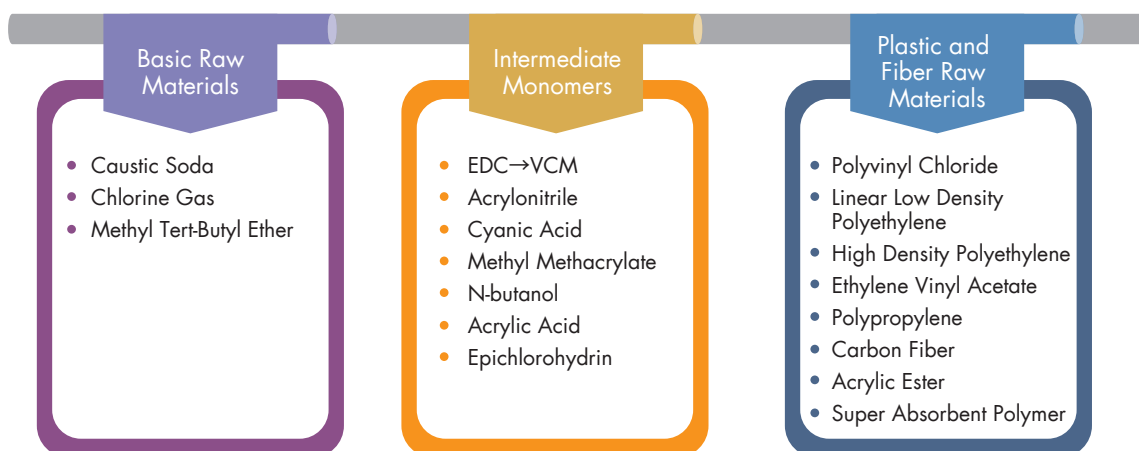 Basic Raw
Materials
• Caustic Soda
• Chlorine Gas
• Methyl Tert-Butyl Ether
Intermediate
Monomers
• EDC→VCM
• Acrylonitrile
• Cyanic Acid
• Methyl Methacrylate
• N-butanol
• Acrylic Acid
• Epichlorohydrin
Plastic and
Fiber Raw
Materials
• Polyvinyl Chloride
• Linear Low Density
Polyethylene
• High Density Polyethylene
• Ethylene Vinyl Acetate
• Polypropylene
• Carbon Fiber
• Acrylic Ester
• Super Absorbent Polymer